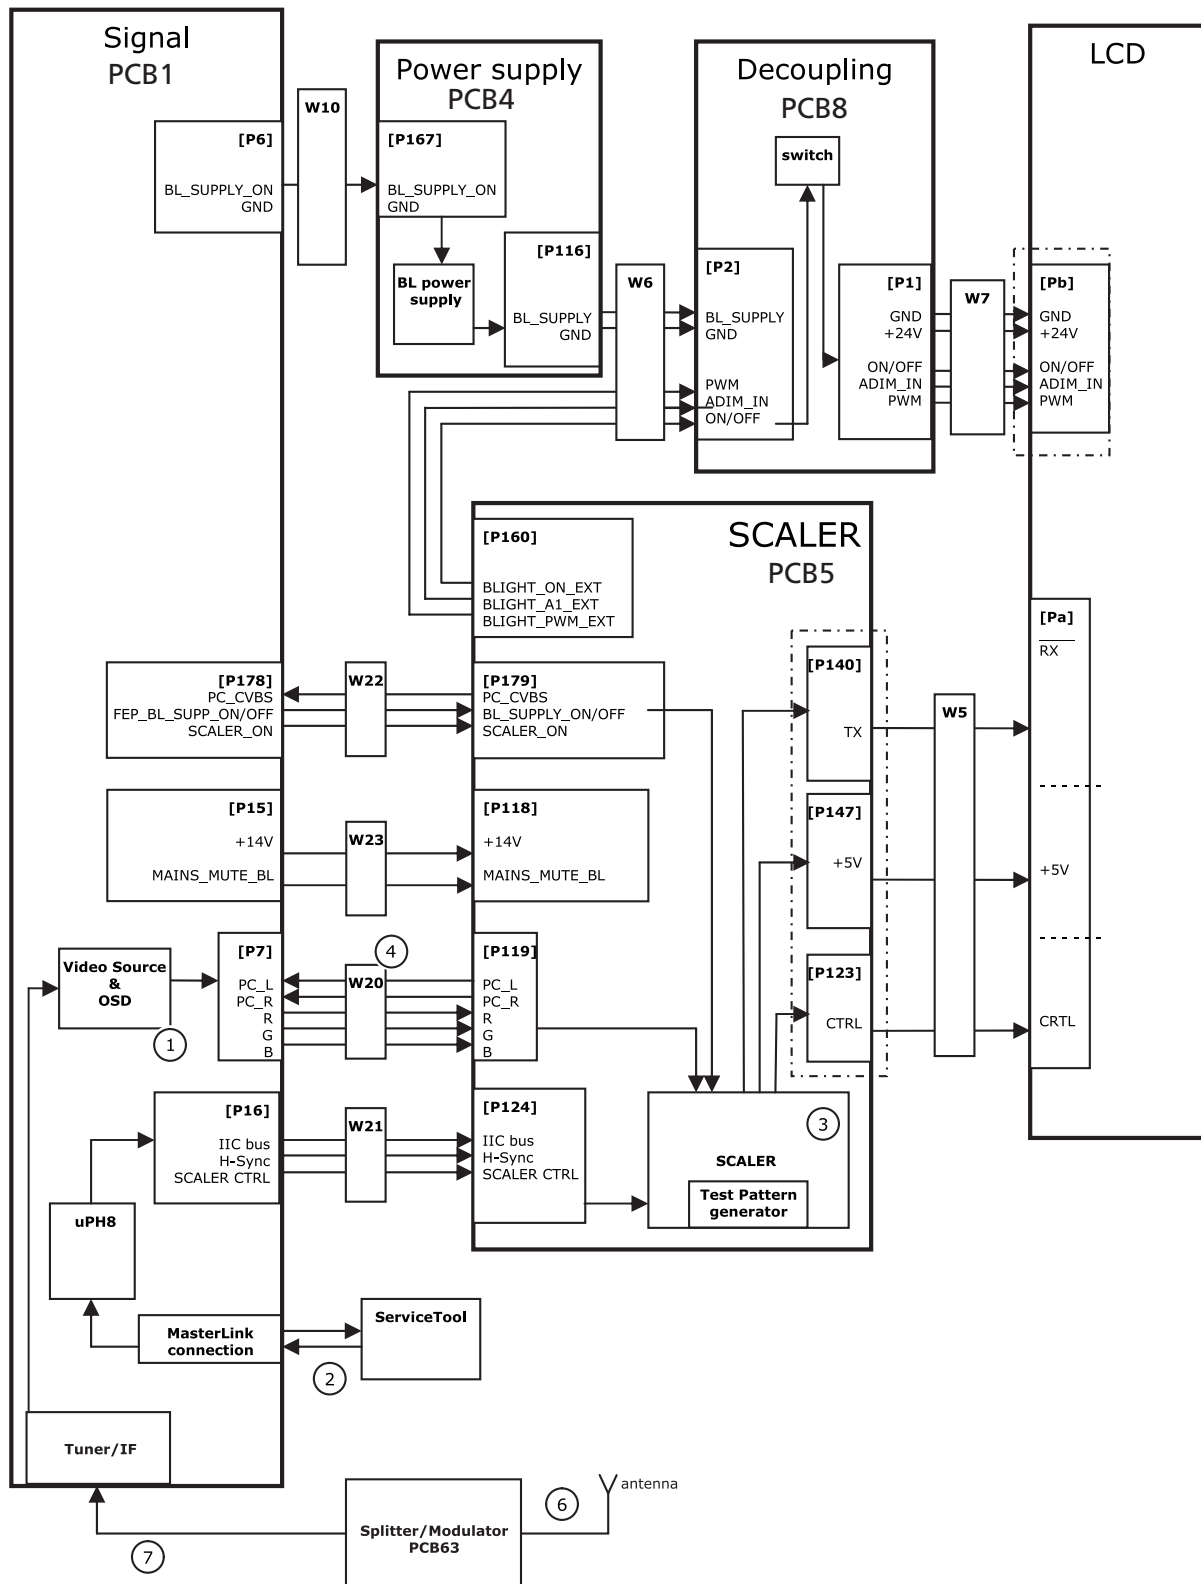 Signal
PCB1
W10
[P6]
BL_SUPPLY_ON
GND
Power supply
PCB4
[P167]
BL_SUPPLY_ON
GND
BL power
supply
[P116]
BL_SUPPLY
GND
W6
Decoupling
PCB8
switch
[P2]
BL_SUPPLY
GND
PWM
ADIM_IN
ON/OFF
[P1]
GND
+24V
ON/OFF
ADIM_IN
PWM
W7
LCD
[Pb]
GND
+24V
ON/OFF
ADIM_IN
PWM
SCALER
PCB5
[P160]
BLIGHT_ON_EXT
BLIGHT_A1_EXT
BLIGHT_PWM_EXT
[P178]
PC_CVBS
FEP_BL_SUPP_ON/OFF
SCALER_ON
W22
[P179]
PC_CVBS
BL_SUPPLY_ON/OFF
SCALER_ON
[P140]
TX
W5
[Pa]
RX
[P15]
+14V
MAINS_MUTE_BL
W23
[P118]
+14V
MAINS_MUTE_BL
[P147]
+5V
+5V
Video Source
&
OSD
1
[P7]
PC_L
PC_R
R
G
B
4
W20
[P119]
PC_L
PC_R
R
G
B
[P123]
CTRL
CRTL
[P16]
IIC bus
H-Sync
SCALER CTRL
W21
[P124]
IIC bus
H-Sync
SCALER CTRL
3
SCALER
Test Pattern
generator
uPH8
MasterLink
connection
ServiceTool
2
Tuner/IF
antenna
6
Splitter/Modulator
PCB63
7